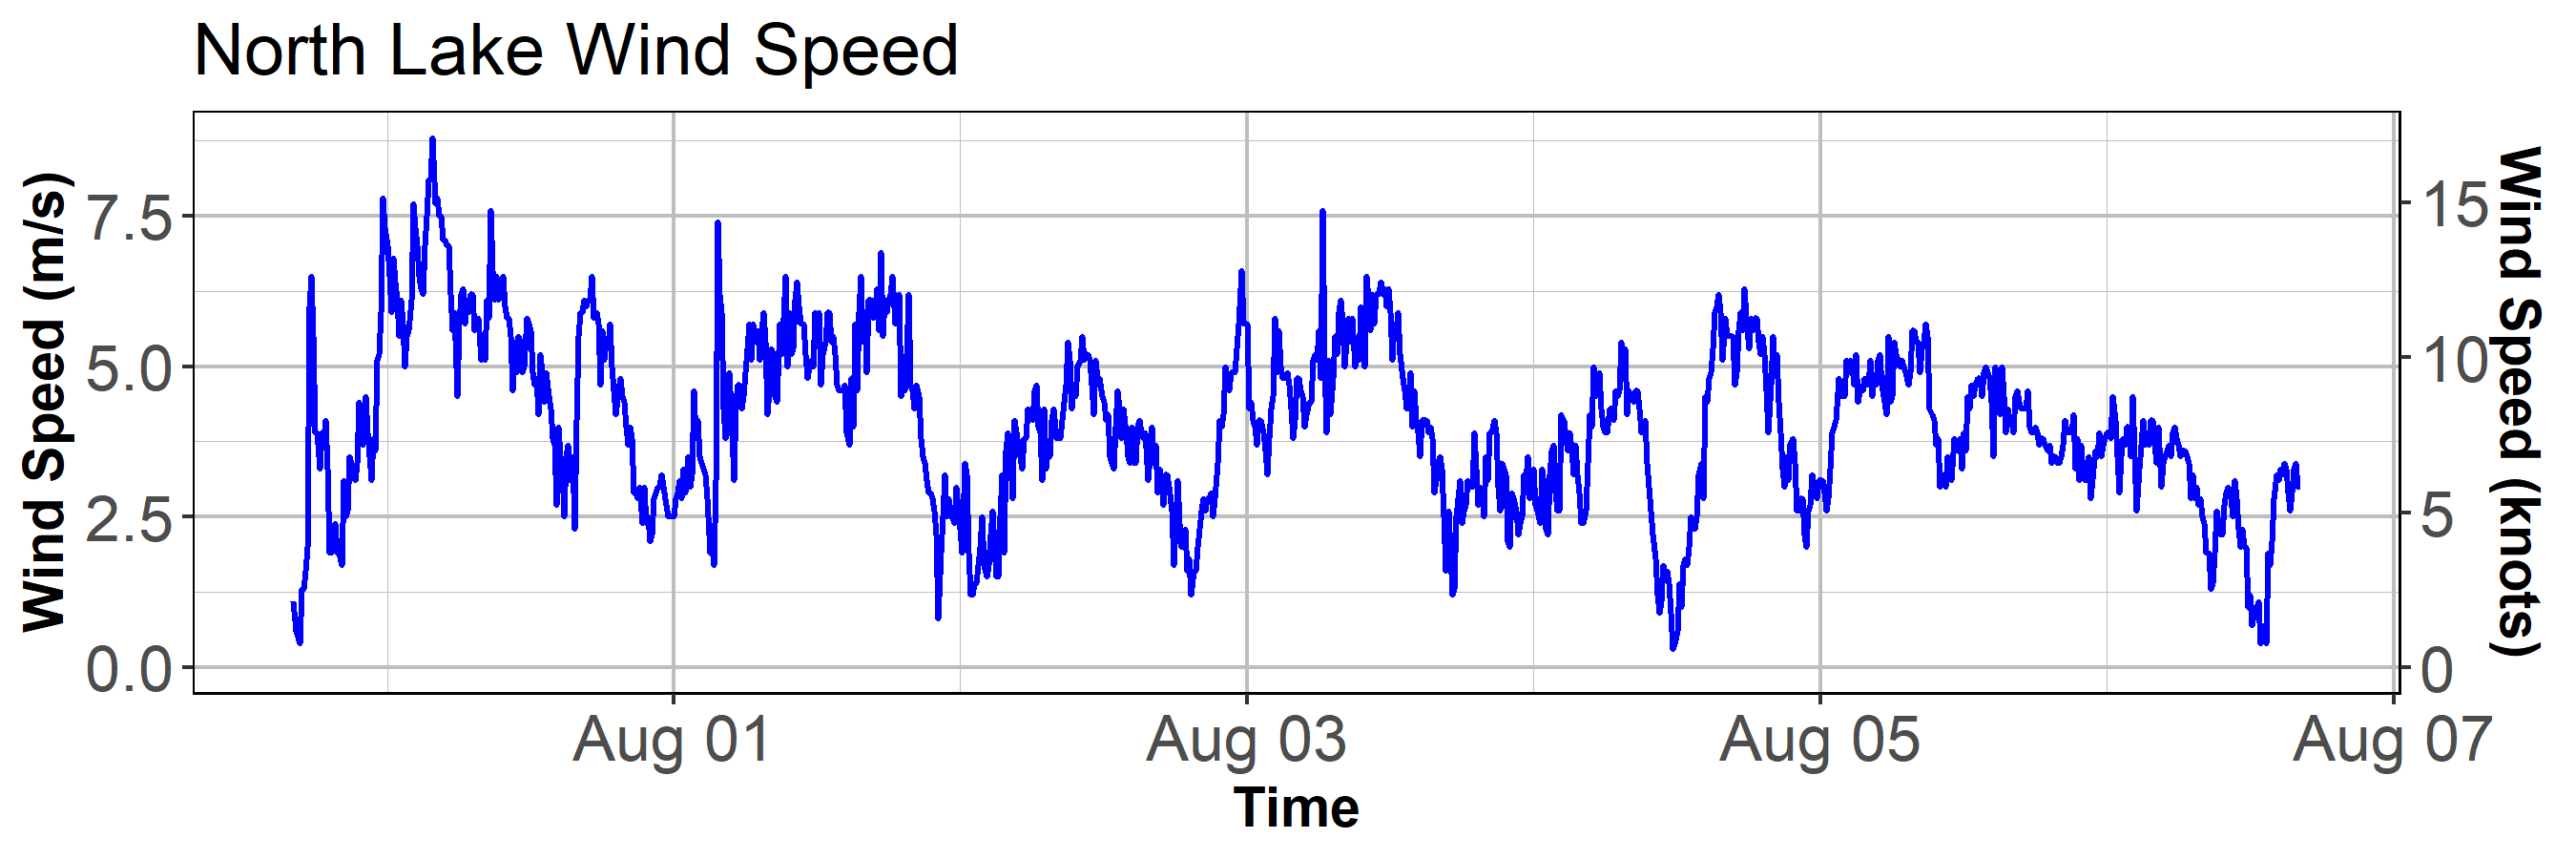 North Lake Wind Speed
Wind Speed (m/s)
7.5
5.0
2.5
0.0
15
10
5
0
Wind Speed (knots)
Aug 01
Aug 03
Aug 05
Aug 07
Time